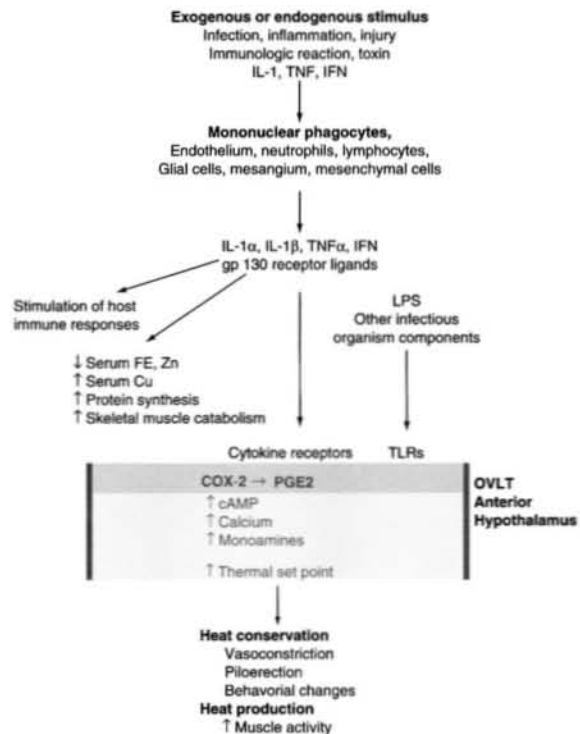 Exogenous or endogenous stimulus
Infection, inflammation, injury
Immunologic reaction, toxin
IL-1, TNF, IFN
Mononuclear phagocytes,
Endothelium, neutrophils, lymphocytes,
Glial cells, mesangium, mesenchymal cells
IL-1α, IL-1β, TNFα, IFN
gp 130 receptor ligands
Stimulation of host
immune responses
↓ Serum FE, Zn
↑ Serum Cu
↑ Protein synthesis
↑ Skeletal muscle catabolism
LPS
Other infectious
organism components
Cytokine receptors TLRs
COX-2 → PGE2
↑ cAMP
↑ Calcium
↑ Monoamines
↑ Thermal set point
OVLT
Anterior
Hypothalamus
Heat conservation
Vasoconstriction
Piloerection
Behavorial changes
Heat production
↑ Muscle activity